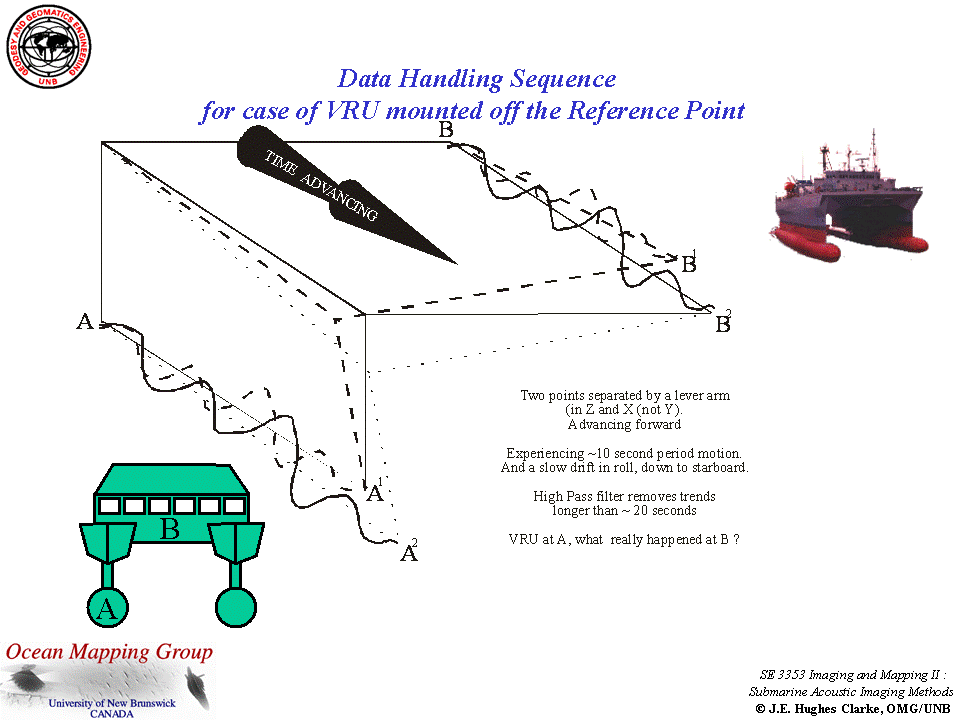 GEODESY AND GEOMATICS ENGINEERING
UNB
Data Handling Sequence
for case of VRU mounted off the Reference Point
B
TIME ADVANCING
B1
A
B2
Two points separated by a lever arm
(in Z and X (not Y).
Advancing forward
Experiencing ~10 second period motion.
And a slow drift in roll, down to starboard.
High Pass filter removes trends
longer than ~ 20 seconds
VRU at A, what really happened at B ?
A1
A2
B
A
Ocean Mapping Group
University of New Brunswick
CANADA
SE 3353 Imaging and Mapping II :
Submarine Acoustic Imaging Methods
© J.E. Hughes Clarke, OMG/UNB